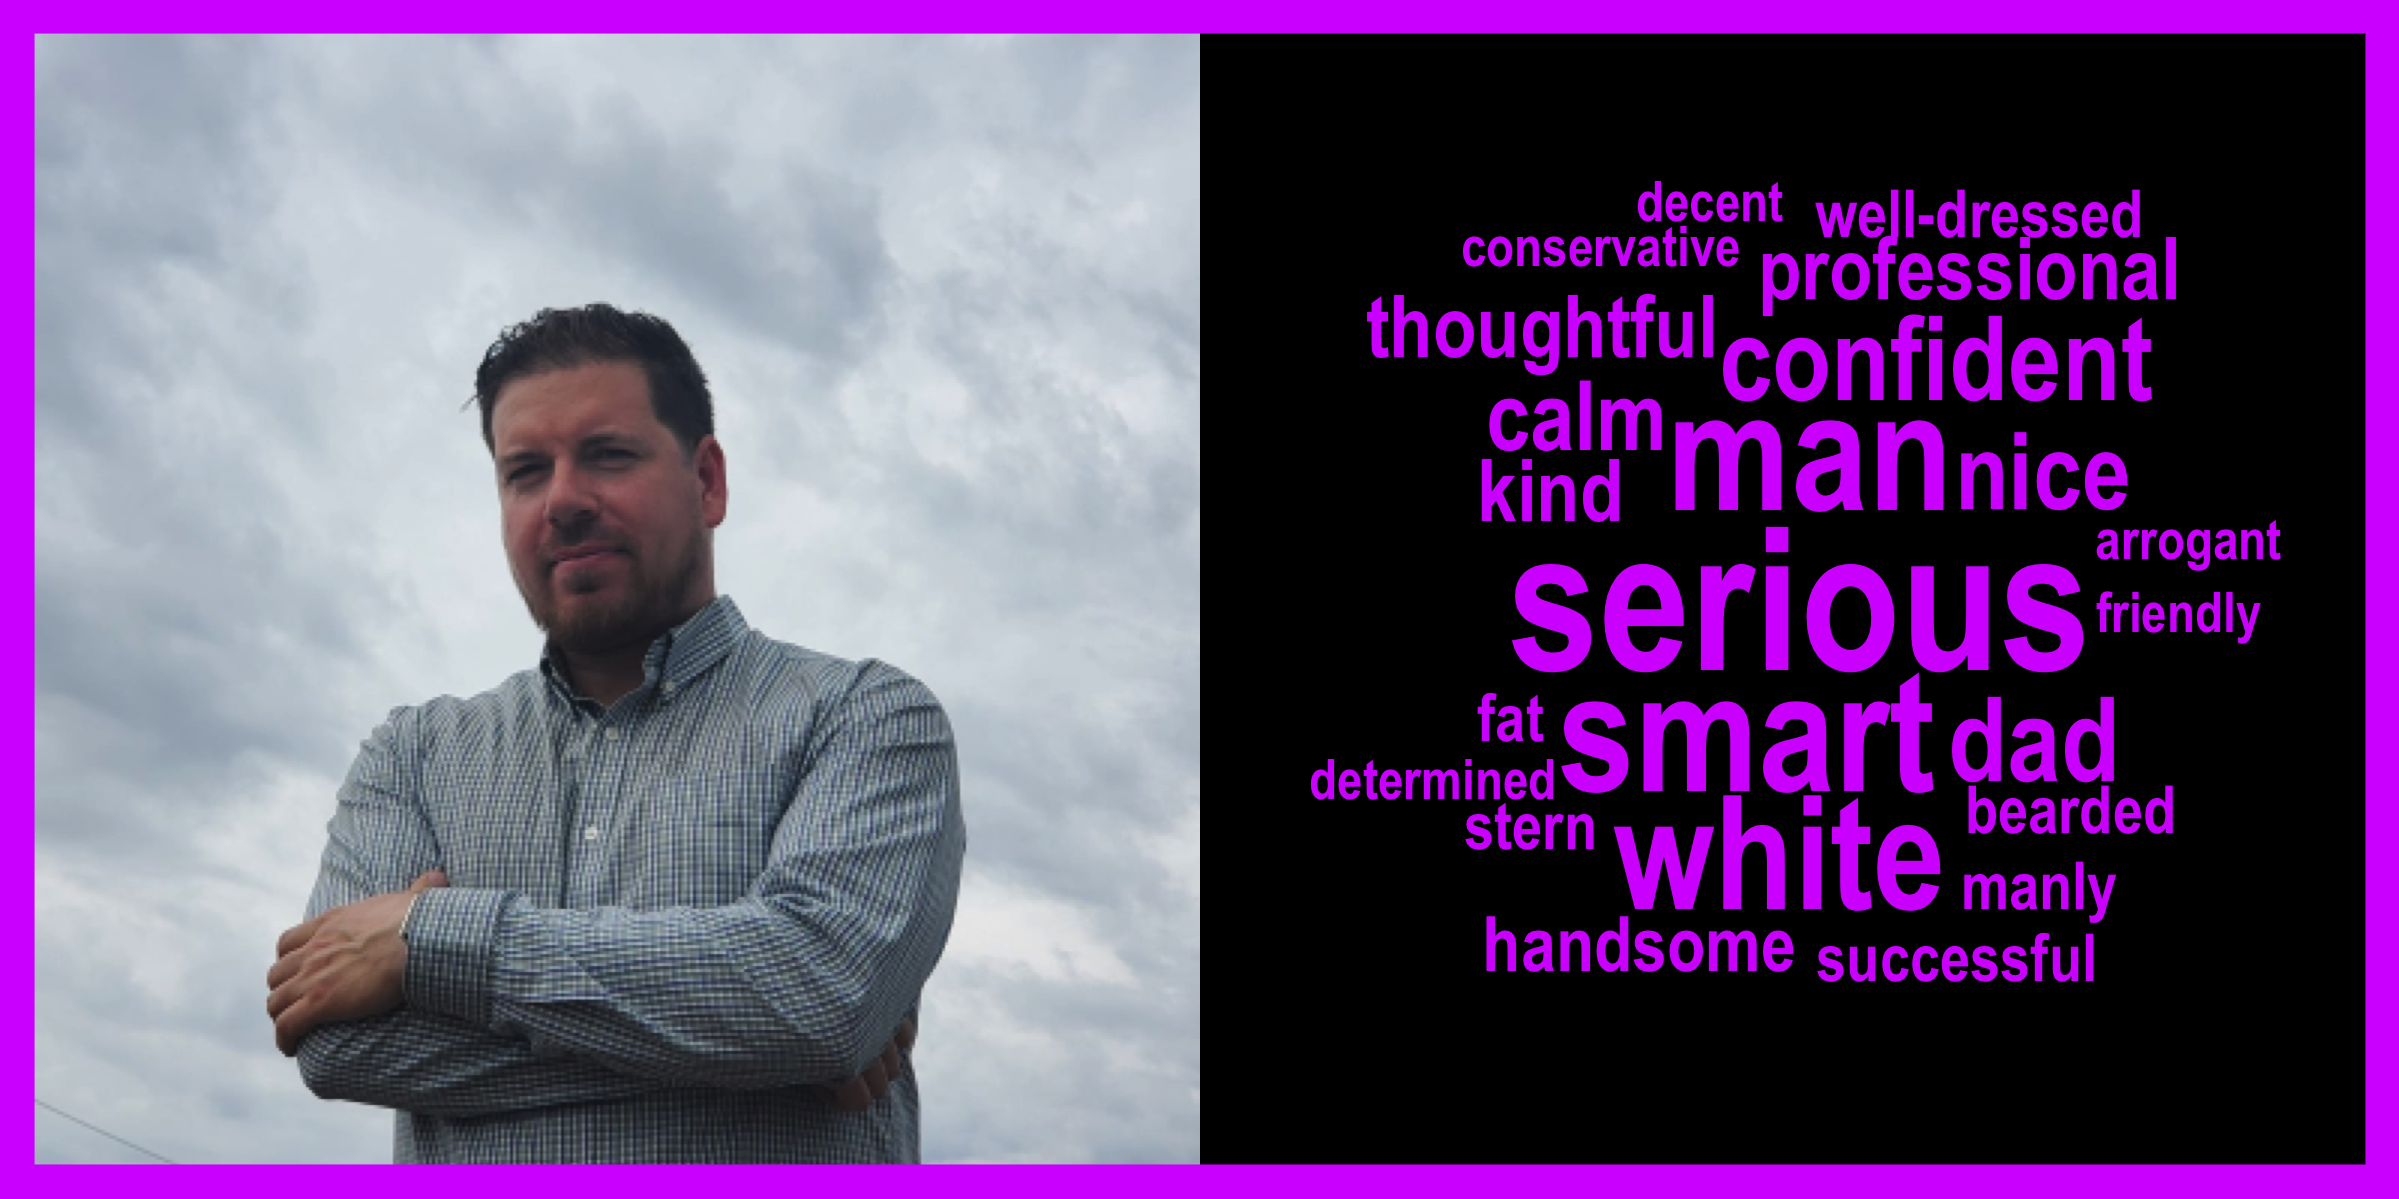 decent well-dressed
conservative professional
thoughtful confident
calm man nice
kind
arrogant
serious friendly
fat smart dad
determined bearded
stern white manly
handsome successful